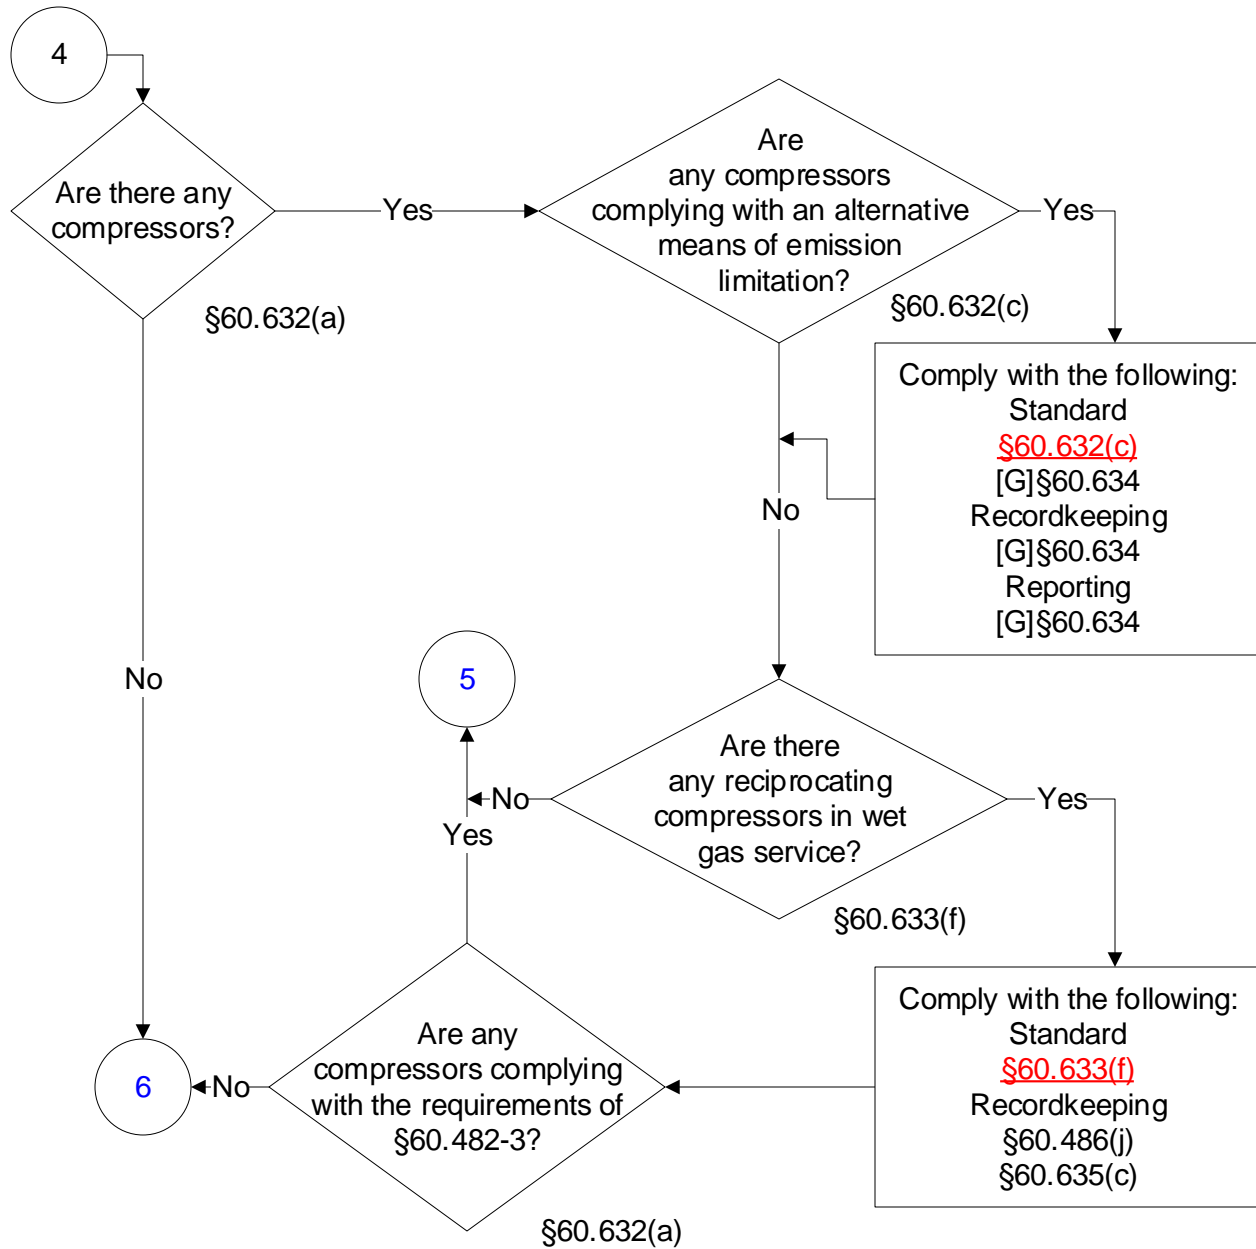 4
Are there any
compressors?
Yes
§60.632(a)
No
Are
any compressors
complying with an alternative
means of emission
limitation?
Yes
§60.632(c)
No
Comply with the following:
Standard
§60.632(c)
[G]§60.634
Recordkeeping
[G]§60.634
Reporting
[G]§60.634
5
Are there
any reciprocating
compressors in wet
gas service?
No
Yes
§60.633(f)
Comply with the following:
Standard
§60.633(f)
Recordkeeping
§60.486(j)
§60.635(c)
Yes
Are any
compressors complying
with the requirements of
§60.482-3?
No
6
§60.632(a)